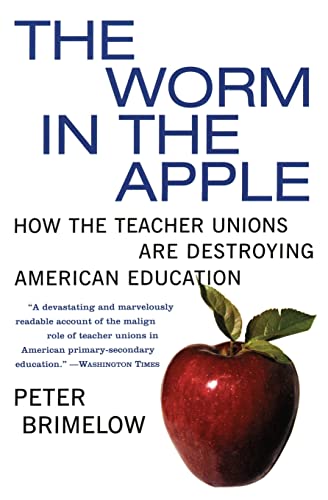 THE
WORM
IN THE
APPLE
HOW THE TEACHER UNIONS
ARE DESTROYING
AMERICAN EDUCATION
“A devastating and marvelously
readable account of the malign
role of teacher unions in
American primary-secondary
education.” —WASHINGTON TIMES
PETER
BRIMELOW